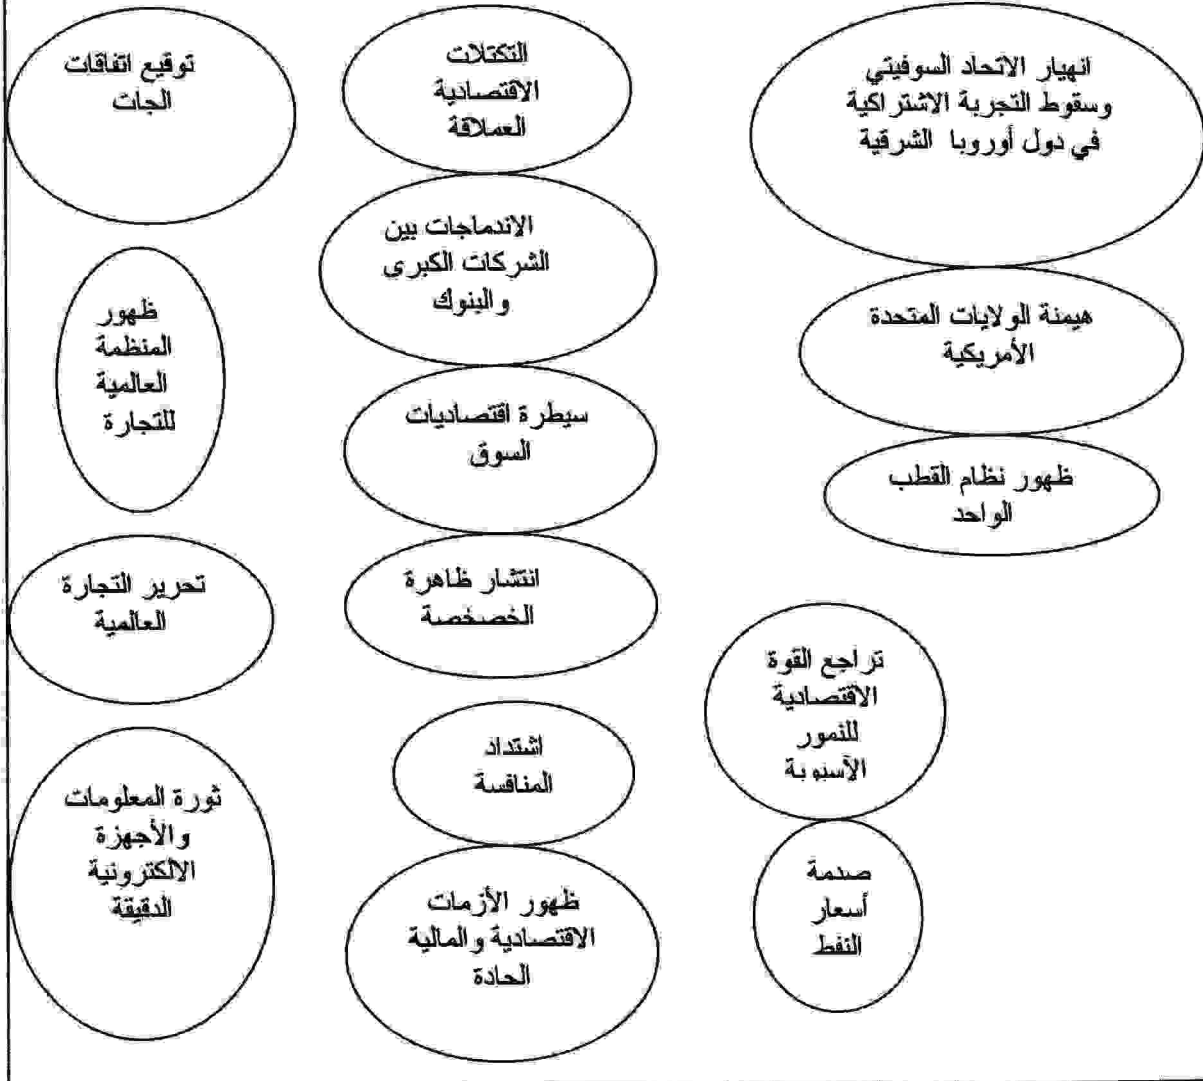 انهيار الاتحاد السوفيتي
وسقوط التجربة الاشتراكية
في دول أوروبا الشرقية
هيمنة الولايات المتحدة
الأمريكية
ظهور نظام القطب
الواحد
تراجع القوة
الاقتصادية
للنمور
الآسيوية
صدمة
أسعار
النفط
التكتلات
الاقتصادية
العملاقة
الاندماجات بين
الشركات الكبرى
والبنوك
سيطرة اقتصاديات
السوق
انتشار ظاهرة
الخصخصة
اشتداد
المنافسة
ظهور الأزمات
الاقتصادية والمالية
الحادة
توقيع اتفاقات
الجات
ظهور
المنظمة
العالمية
للتجارة
تحرير التجارة
العالمية
ثورة المعلومات
والأجهزة
الالكترونية
الدقيقة